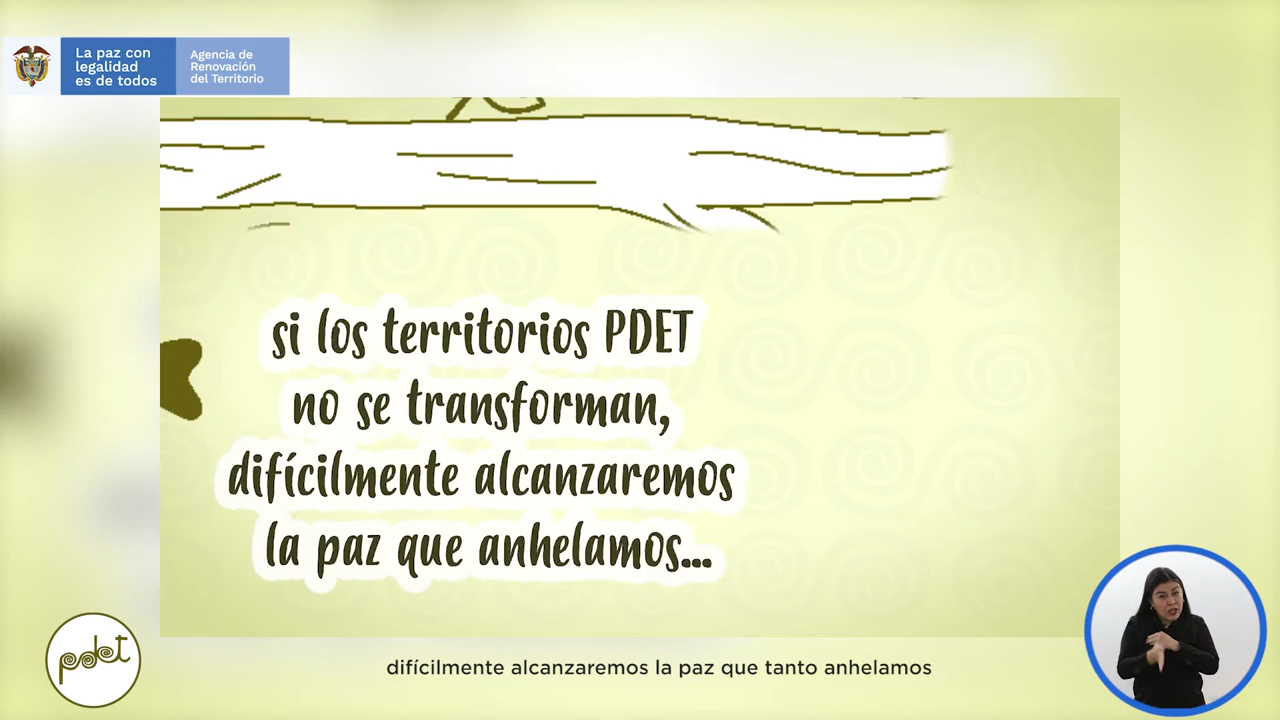 La paz con
legalidad
es de todos
Agencia de
Renovación
del Territorio
si los territorios PDET
no se transforman,
difícilmente alcanzaremos
la paz que anhelamos...
pdet
difícilmente alcanzaremos la paz que tanto anhelamos